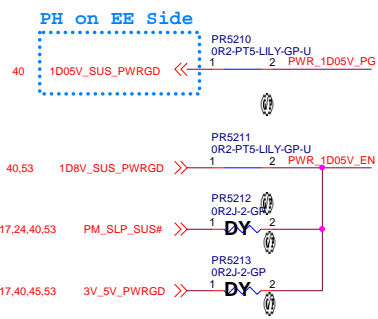 PH on EE Side
PR5210
0R2-PT5-LILY-GP-U
40 1D05V_SUS_PWRGD 1 2 PWR_1D05V_PG
PR5211
0R2-PT5-LILY-GP-U
40,53 1D8V_SUS_PWRGD 1 2 PWR_1D05V_EN
PR5212
0R2J-2-GP
17,24,40,53 PM_SLP_SUS# 1 DY 2
PR5213
0R2J-2-GP
17,40,45,53 3V_5V_PWRGD 1 DY 2